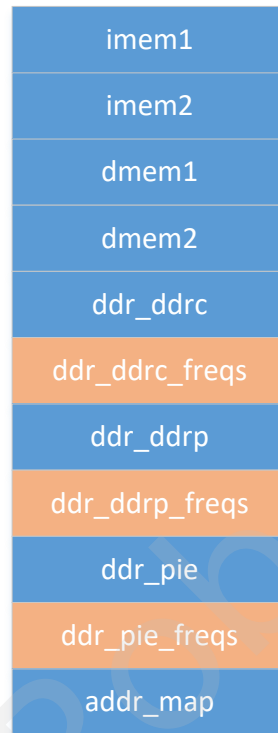 imem1
imem2
dmem1
dmem2
ddr_ddrc
ddr_ddrc_freqs
ddr_ddrp
ddr_ddrp_freqs
ddr_pie
ddr_pie_freqs
addr_map